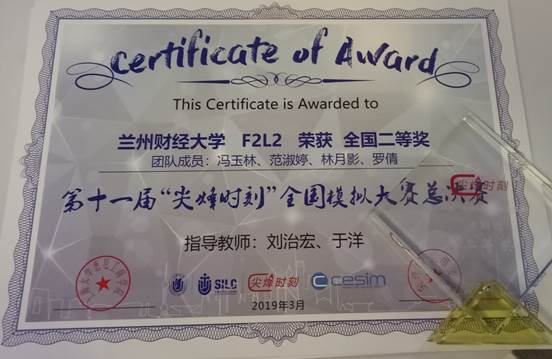 Certificate of Award
This Certificate is Awarded to
兰州财经大学 F2L2 荣获 全国二等奖
团队成员：冯玉林、范淑婷、林月影、罗倩
第十一届“尖烽时刻”全国模拟大赛总决赛
尖烽时刻
指导教师：刘治宏、于洋
SILC 尖烽时刻 cesim
2019年3月